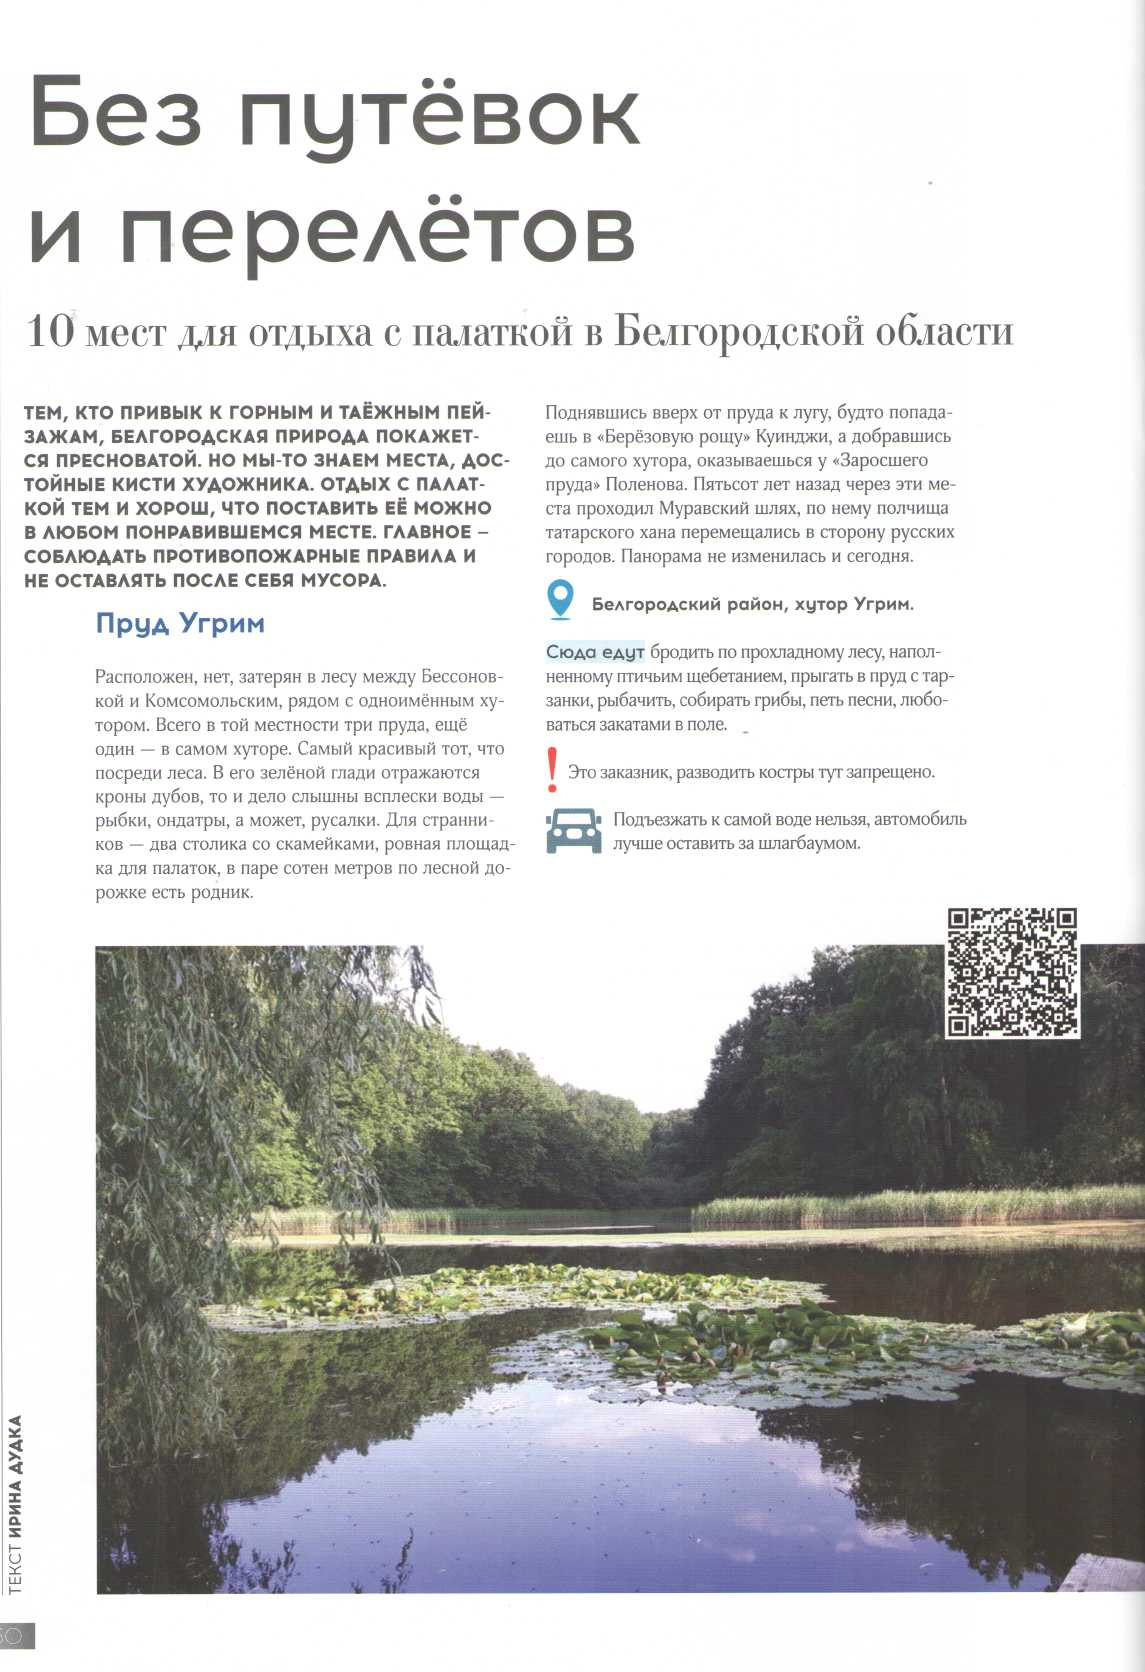 Без путёвок
и перелётов
10 мест для отдыха с палаткой в Белгородской области
ТЕМ, КТО ПРИВЫК К ГОРНЫМ И ТАЁЖНЫМ ПЕЙ-
ЗАЖАМ, БЕЛГОРОДСКАЯ ПРИРОДА ПОКАЖЕТ-
СЯ ПРЕСНОВАТОЙ. НО МЫ-ТО ЗНАЕМ МЕСТА, ДОС-
ТОЙНЫЕ КИСТИ ХУДОЖНИКА. ОТДЫХ С ПАЛАТ-
КОЙ ТЕМ И ХОРОШ, ЧТО ПОСТАВИТЬ ЕЁ МОЖНО
В ЛЮБОМ ПОНРАВИВШЕМСЯ МЕСТЕ. ГЛАВНОЕ –
СОБЛЮДАТЬ ПРОТИВОПОЖАРНЫЕ ПРАВИЛА И
НЕ ОСТАВЛЯТЬ ПОСЛЕ СЕБЯ МУСОРА.
Пруд Угрим
Расположен, нет, затерян в лесу между Бессонов-
кой и Комсомольским, рядом с одноимённым ху-
тором. Всего в той местности три пруда, ещё
один — в самом хуторе. Самый красивый тот, что
посреди леса. В его зелёной глади отражаются
кроны дубов, то и дело слышны всплески воды —
рыбки, ондатры, а может, русалки. Для странни-
ков — два столика со скамейками, ровная площад-
ка для палаток, в паре сотен метров по лесной до-
рожке есть родник.
Поднявшись вверх от пруда к лугу, будто попада-
ешь в «Берёзовую рощу» Куинджи, а добравшись
до самого хутора, оказываешься у «Заросшего
пруда» Поленова. Пятьсот лет назад через эти ме-
ста проходил Муравский шлях, по нему полчища
татарского хана перемещались в сторону русских
городов. Панорама не изменилась и сегодня.
Белгородский район, хутор Угрим.
Сюда едут бродить по прохладному лесу, напол-
ненному птичьим щебетанием, прыгать в пруд с тар-
занки, рыбачить, собирать грибы, петь песни, любо-
ваться закатами в поле.
Это заказник, разводить костры тут запрещено.
Подъезжать к самой воде нельзя, автомобиль
лучше оставить за шлагбаумом.
ТЕКСТ ИРИНА ДУДКА